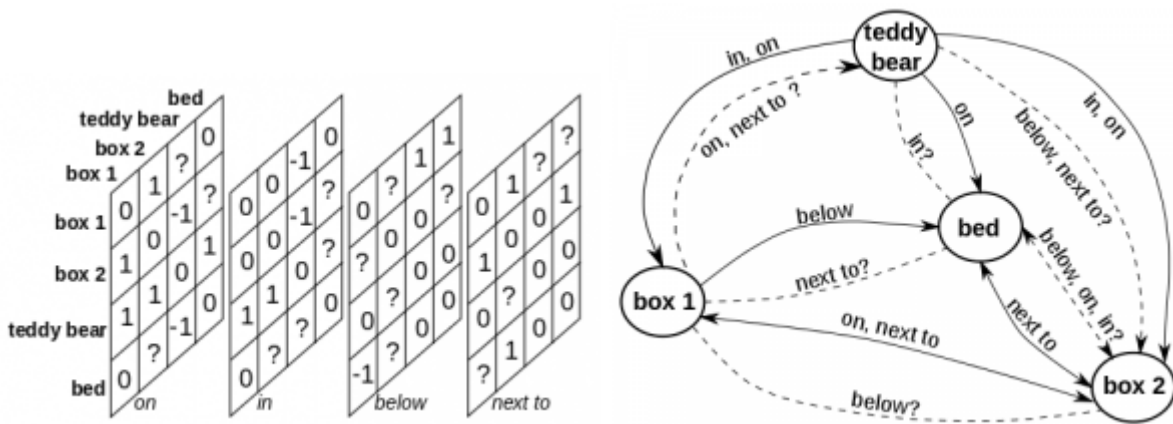 bed
teddy bear
box 2
box 1
box 1
box 2
teddy bear
bed
0 1 ? 0
1 0 -1 ?
1 1 0 1
0 ? -1 0
on
0 0 -1 0
0 0 -1 ?
1 1 0 ?
0 ? ? 0
in
0 ? 1 1
? 0 0 0
0 ? 0 0
-1 ? 0 0
below
0 1 ? ?
1 0 0 1
0 ? 0 0
? 1 0 0
next to
teddy
bear
in, on
on, next to ?
on
in?
in, on
below, next to?
below
bed
next to?
below, on, in?
next to
box 1
on, next to
box 2
below?